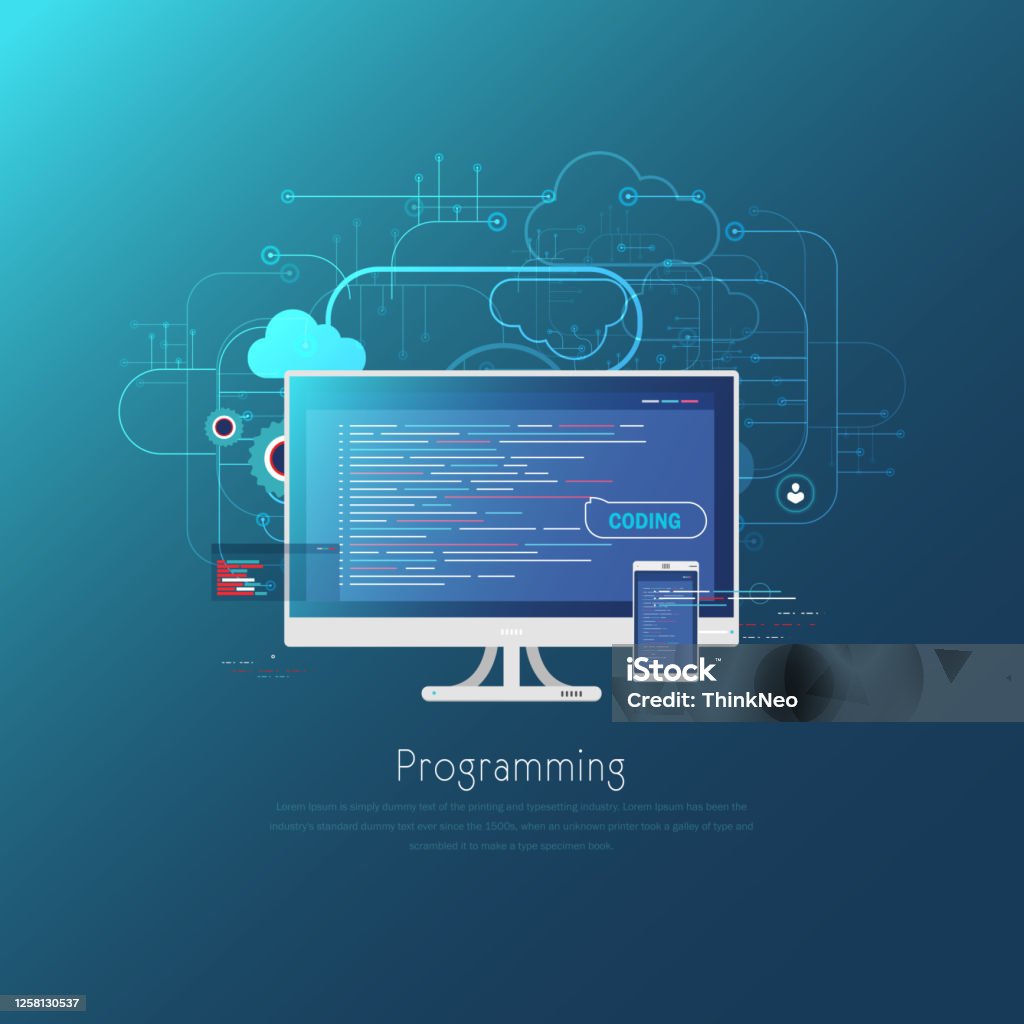 CODING
iStock™
Credit: ThinkNeo
Programming
Lorem Ipsum is simply dummy text of the printing and typesetting industry. Lorem Ipsum has been the
industry's standard dummy text ever since the 1500s, when an unknown printer took a galley of type and
scrambled it to make a type specimen book.
1258130537